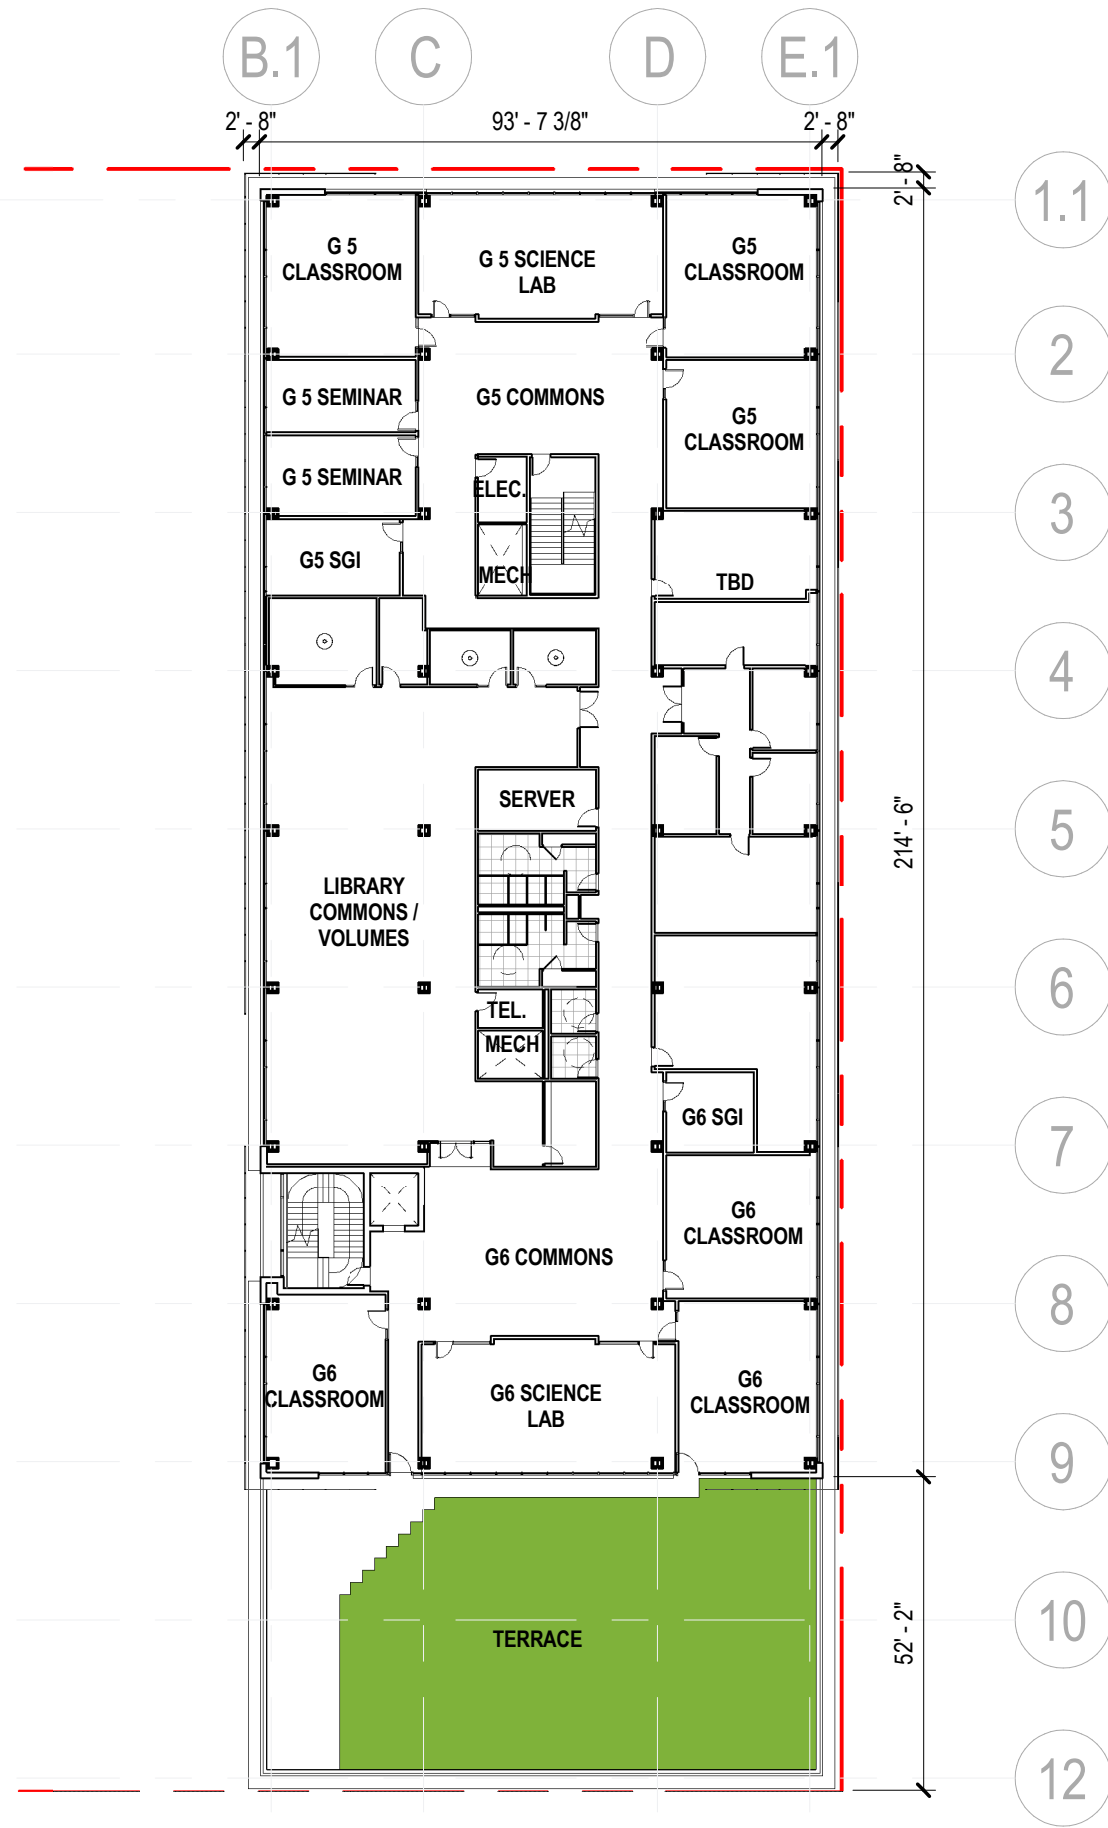 B.1
C
D
E.1
2' - 8"
93' - 7 3/8"
2' - 8"
2' - 8"
1.1
G 5
CLASSROOM
G 5 SCIENCE
LAB
G5
CLASSROOM
2
G 5 SEMINAR
G5 COMMONS
G5
CLASSROOM
G 5 SEMINAR
ELEC.
3
G5 SGI
MECH
TBD
4
SERVER
214' - 6"
5
LIBRARY
COMMONS /
VOLUMES
6
TEL.
MECH
G6 SGI
7
G6
CLASSROOM
G6 COMMONS
8
G6
CLASSROOM
G6 SCIENCE
LAB
G6
CLASSROOM
9
TERRACE
52' - 2"
10
12